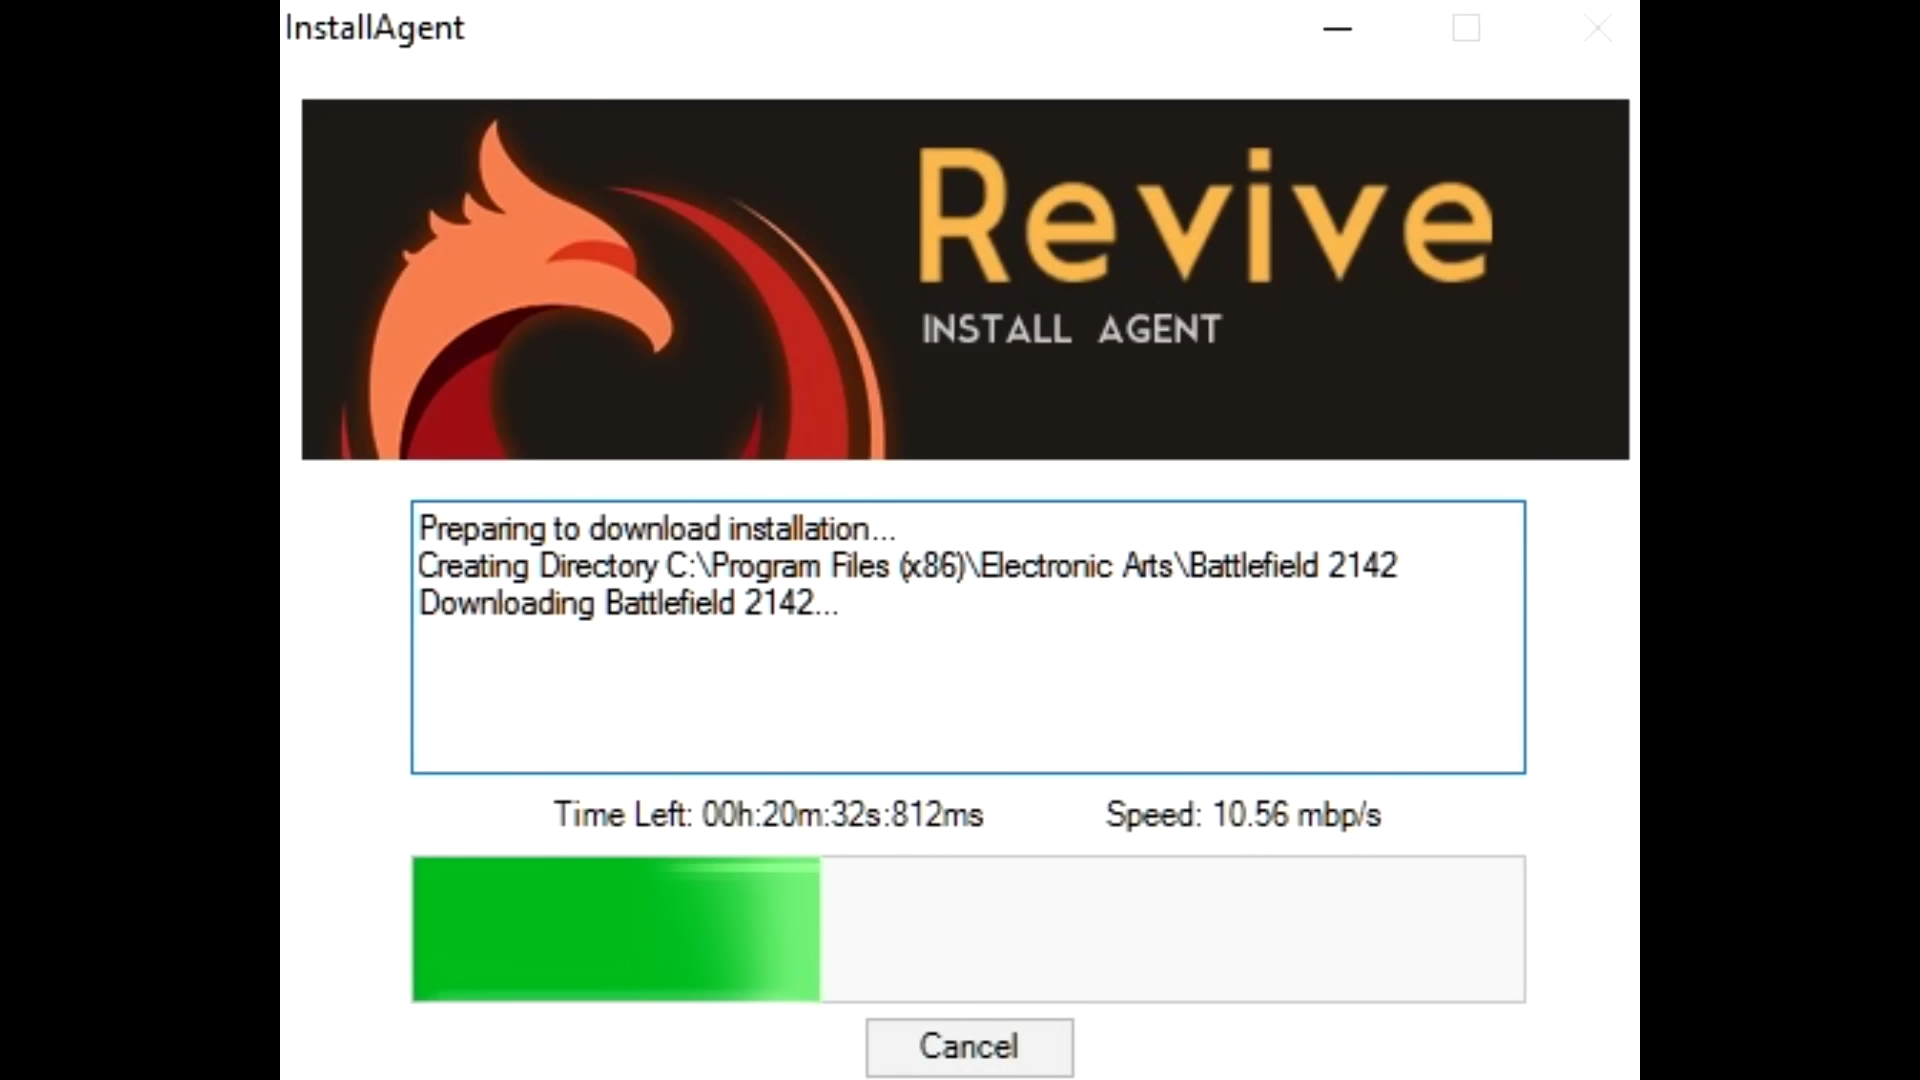 InstallAgent
Revive
INSTALL AGENT
Preparing to download installation...
Creating Directory C:\Program Files (x86)\Electronic Arts\Battlefield 2142
Downloading Battlefield 2142...
Time Left: 00h:20m:32s:812ms Speed: 10.56 mbp/s
Cancel